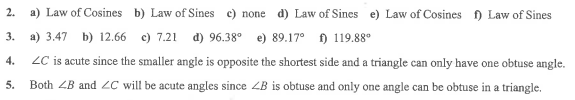 2. a) Law of Cosines b) Law of Sines c) none d) Law of Sines e) Law of Cosines f) Law of Sines
3. a) 3.47 b) 12.66 c) 7.21 d) 96.38° e) 89.17° f) 119.88°
4. ∠C is acute since the smaller angle is opposite the shortest side and a triangle can only have one obtuse angle.
5. Both ∠B and ∠C will be acute angles since ∠B is obtuse and only one angle can be obtuse in a triangle.